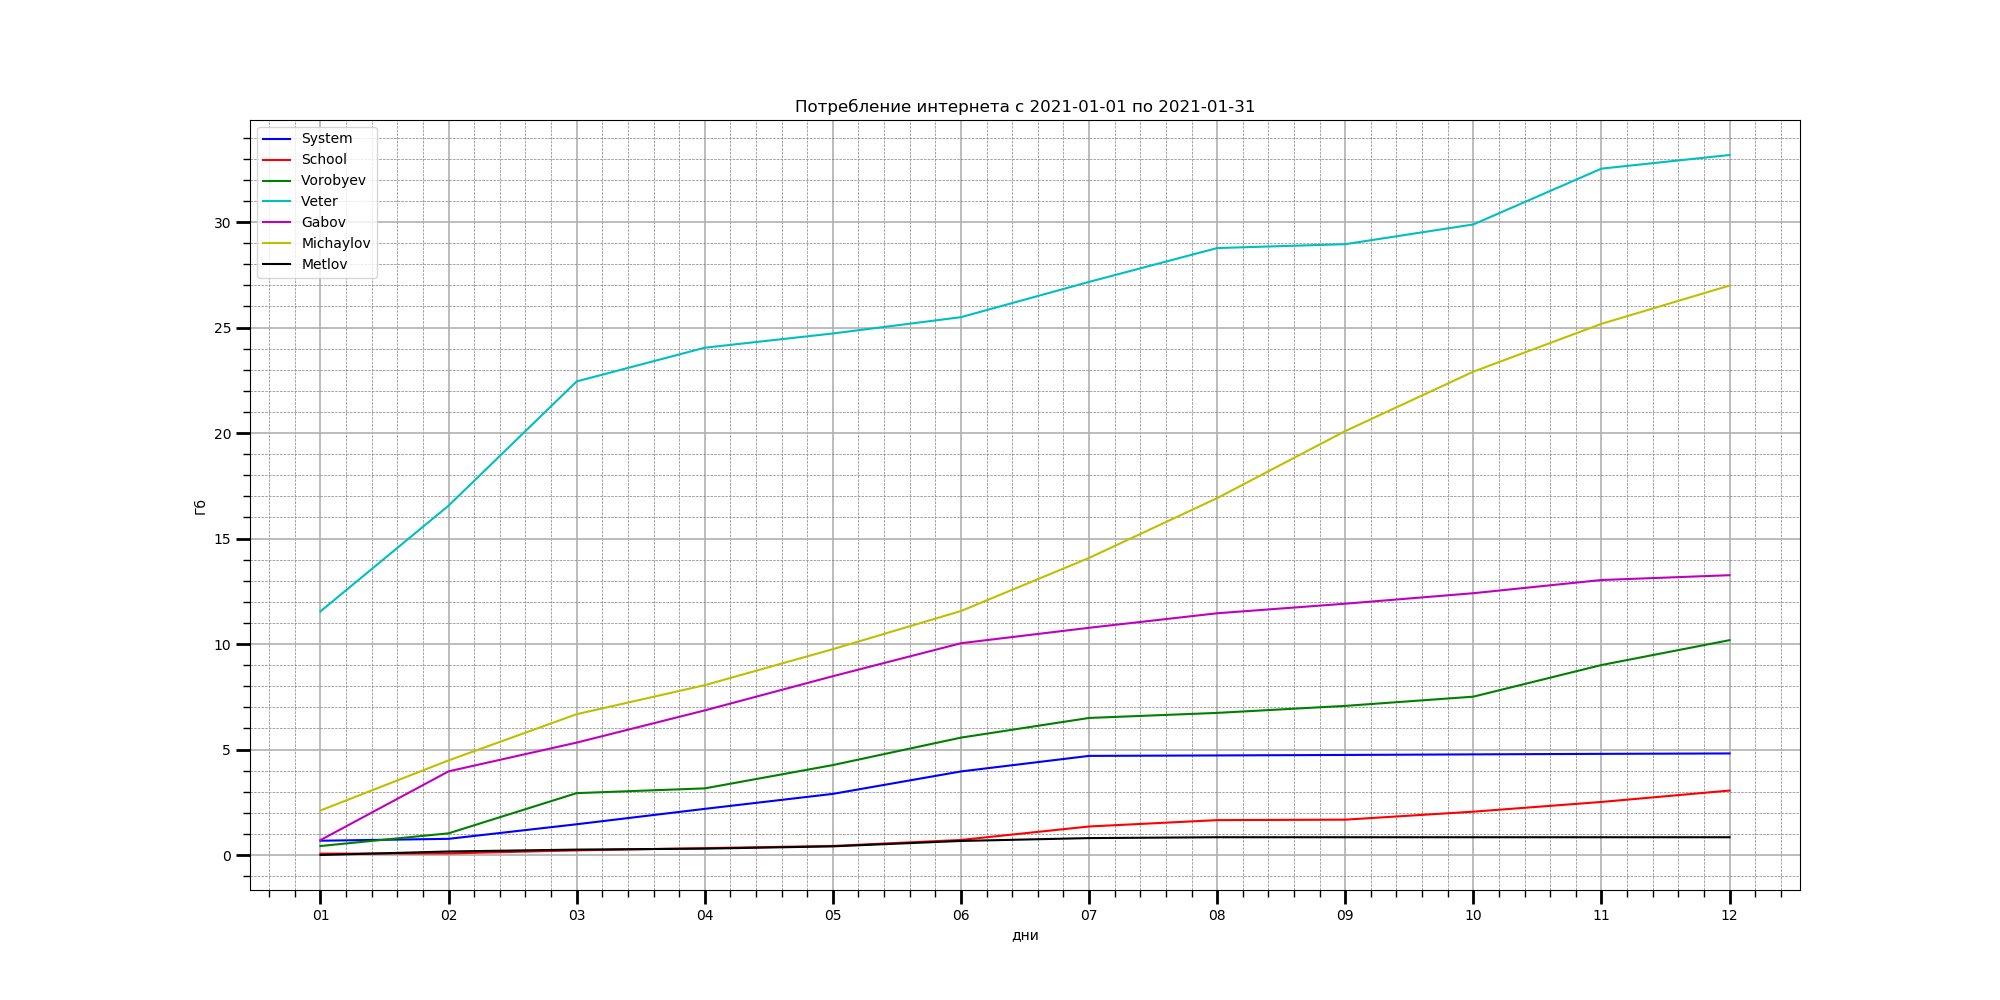 Потребление интернета с 2021-01-01 по 2021-01-31
System
School
Vorobyev
Veter
Gabov
Michaylov
Metlov
30
25
20
15
10
5
0
Гб
01 02 03 04 05 06 07 08 09 10 11 12
дни